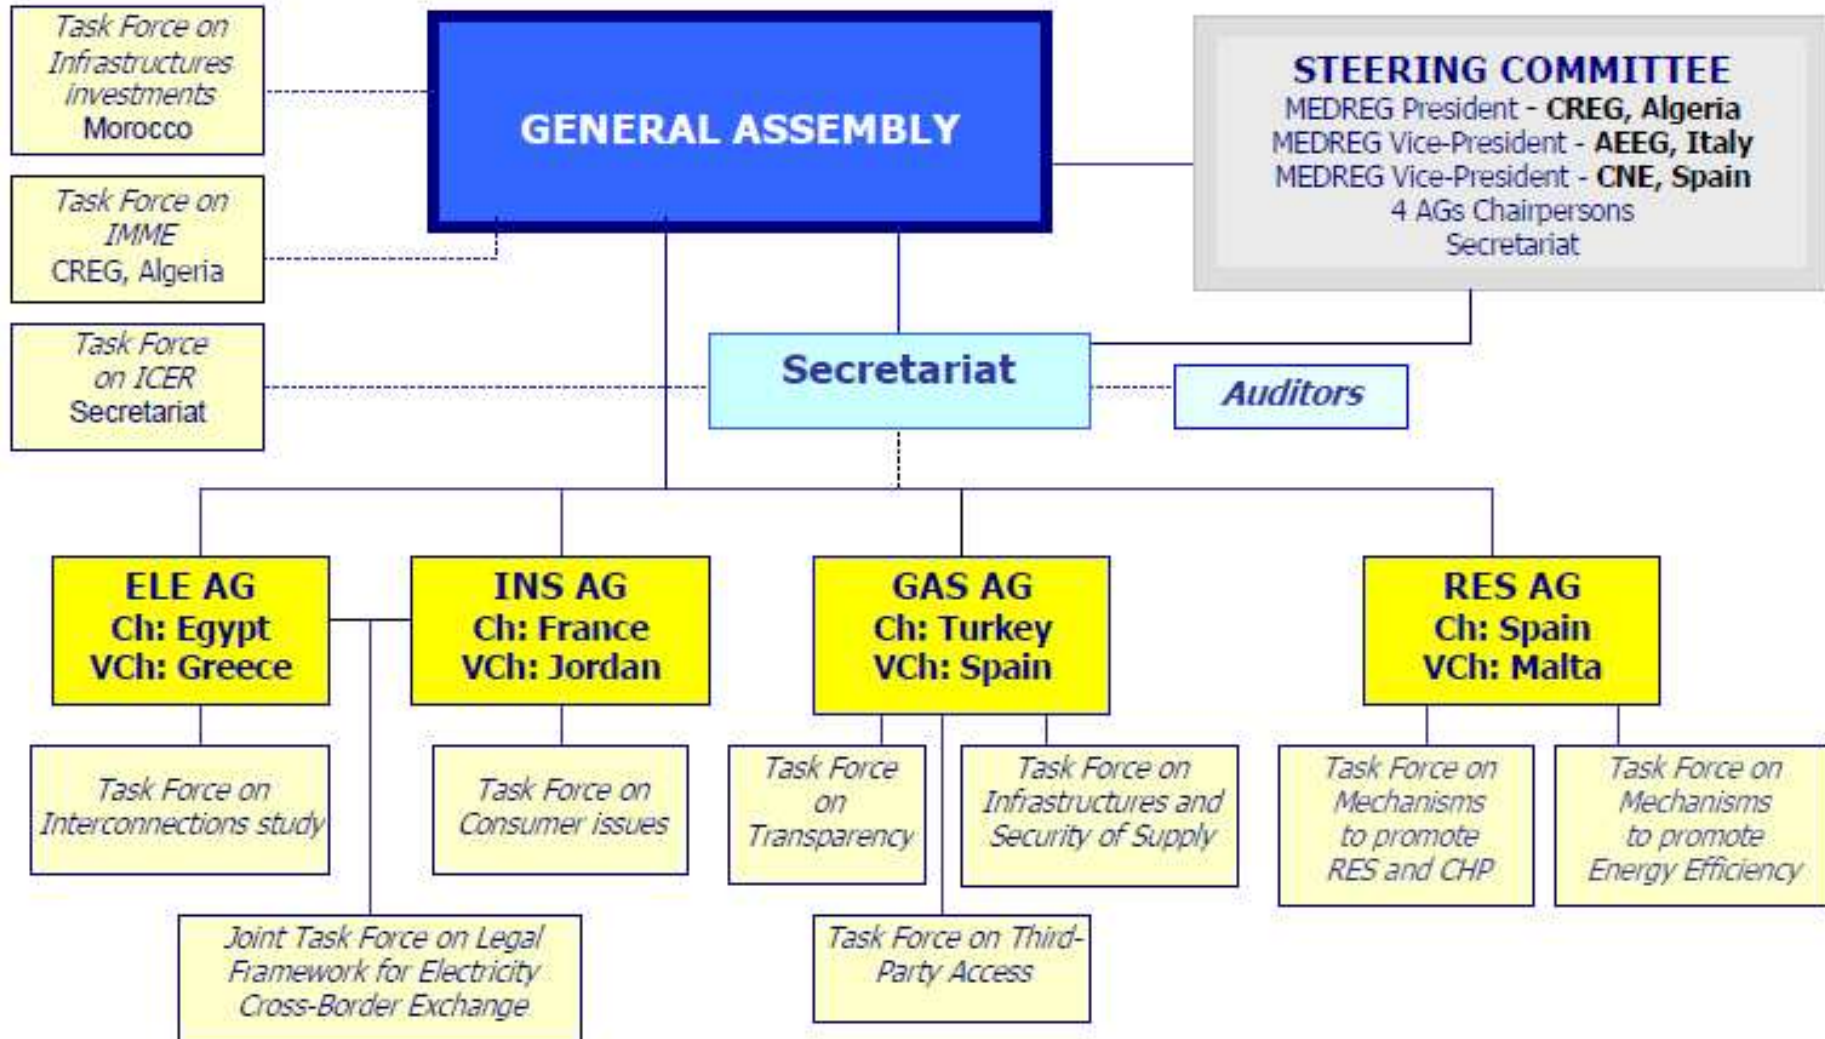 Task Force on
Infrastructures
investments
Morocco
GENERAL ASSEMBLY
STEERING COMMITTEE
MEDREG President - CREG, Algeria
MEDREG Vice-President - AEEG, Italy
MEDREG Vice-President - CNE, Spain
4 AGs Chairpersons
Secretariat
Task Force on
IMME
CREG, Algeria
Task Force
on ICER
Secretariat
Secretariat
Auditors
ELE AG
Ch: Egypt
VCh: Greece
INS AG
Ch: France
VCh: Jordan
GAS AG
Ch: Turkey
VCh: Spain
RES AG
Ch: Spain
VCh: Malta
Task Force on
Interconnections study
Task Force on
Consumer issues
Task Force
on
Transparency
Task Force on
Infrastructures and
Security of Supply
Task Force on
Mechanisms
to promote
RES and CHP
Task Force on
Mechanisms
to promote
Energy Efficiency
Joint Task Force on Legal
Framework for Electricity
Cross-Border Exchange
Task Force on Third-
Party Access